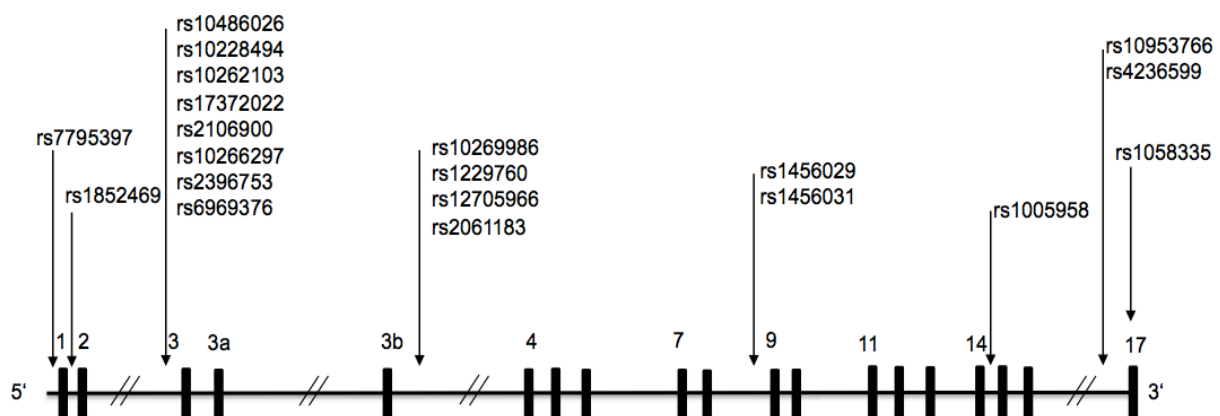 rs7795397
rs1852469
rs10486026
rs10228494
rs10262103
rs17372022
rs2106900
rs10266297
rs2396753
rs6969376
rs10269986
rs1229760
rs12705966
rs2061183
rs1456029
rs1456031
rs1005958
rs10953766
rs4236599
rs1058335
1 2 3 3a 3b 4 7 9 11 14 17
5‘ 3‘